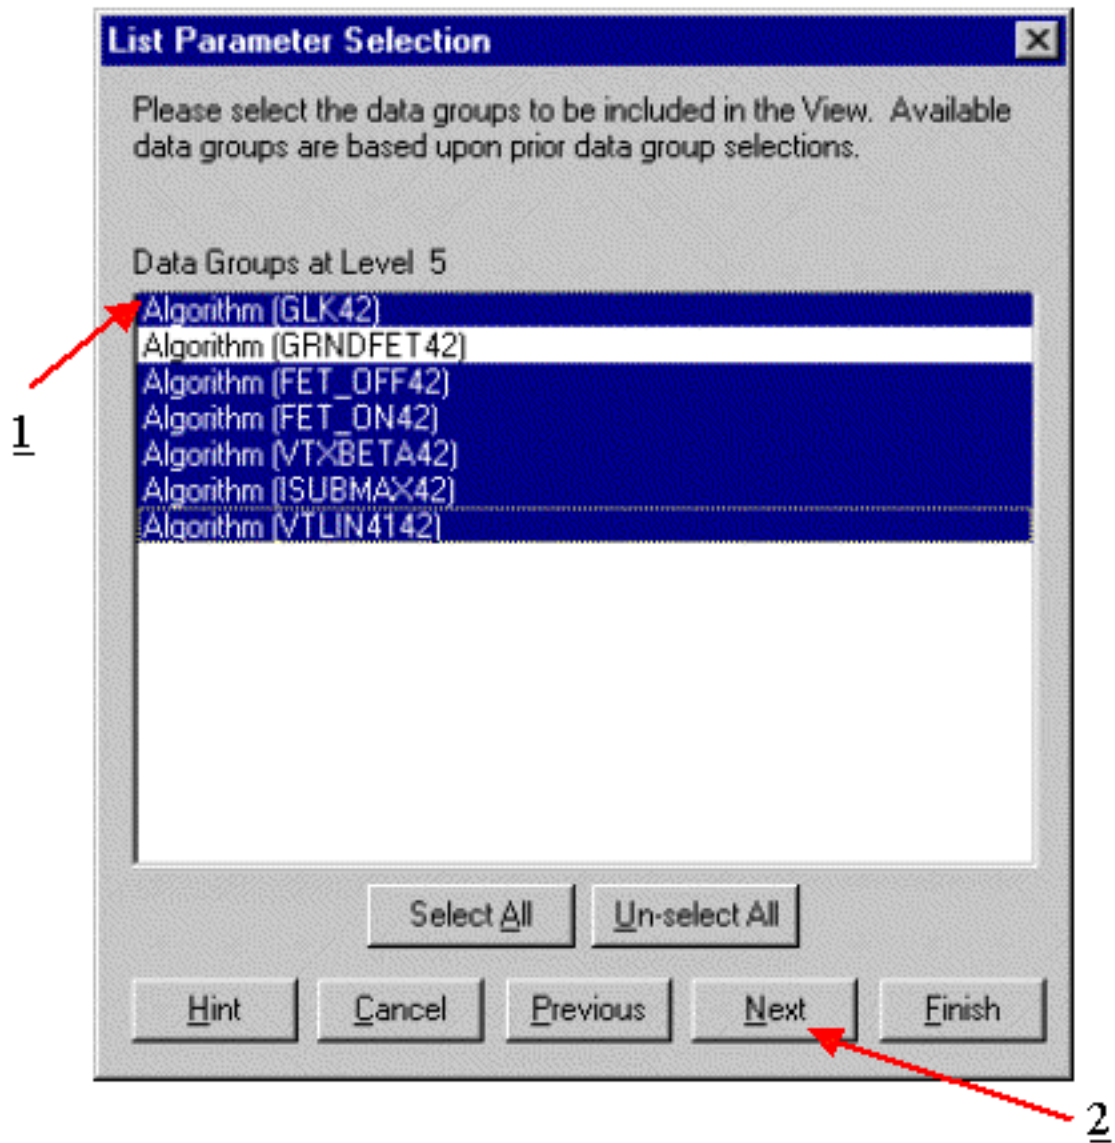 List Parameter Selection
Please select the data groups to be included in the View.  Available
data groups are based upon prior data group selections.
Data Groups at Level  5
Algorithm (GLK42)
Algorithm (GRNDFET42)
Algorithm (FET_OFF42)
Algorithm (FET_ON42)
Algorithm (VTXBETA42)
Algorithm (ISUBMAX42)
Algorithm (VTLIN4142)
1
Select All
Un-select All
Hint
Cancel
Previous
Next
Finish
2